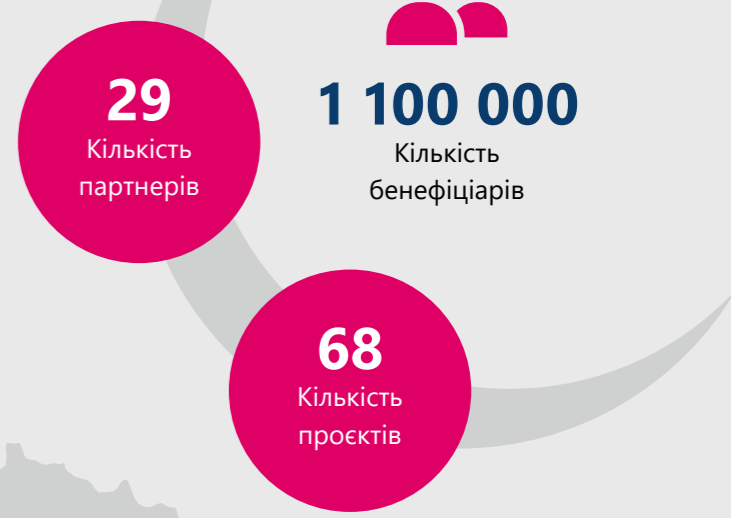 29
Кількість
партнерів
1 100 000
Кількість
бенефіціарів
68
Кількість
проєктів